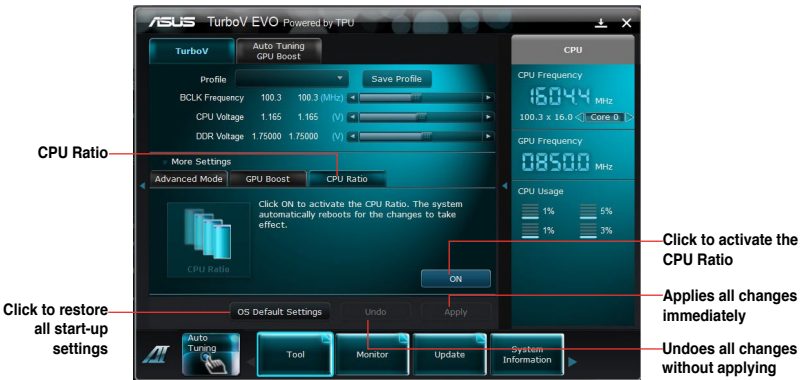 ASUS TurboV EVO Powered by TPU
TurboV
Auto Tuning
GPU Boost
Profile
Save Profile
BCLK Frequency 100.3 100.3 (MHz)
CPU Voltage 1.165 1.165 (V)
DDR Voltage 1.75000 1.75000 (V)
More Settings
Advanced Mode
GPU Boost
CPU Ratio
Click ON to activate the CPU Ratio. The system
automatically reboots for the changes to take
effect.
CPU Ratio
ON
OS Default Settings
Undo
Apply
CPU
CPU Frequency
1604.4 MHz
100.3 x 16.0 Core 0
GPU Frequency
0850.0 MHz
CPU Usage
1% 5%
1% 3%
Auto
Tuning
Tool
Monitor
Update
System
Information
CPU Ratio
Click to restore
all start-up
settings
Click to activate the
CPU Ratio
Applies all changes
immediately
Undoes all changes
without applying